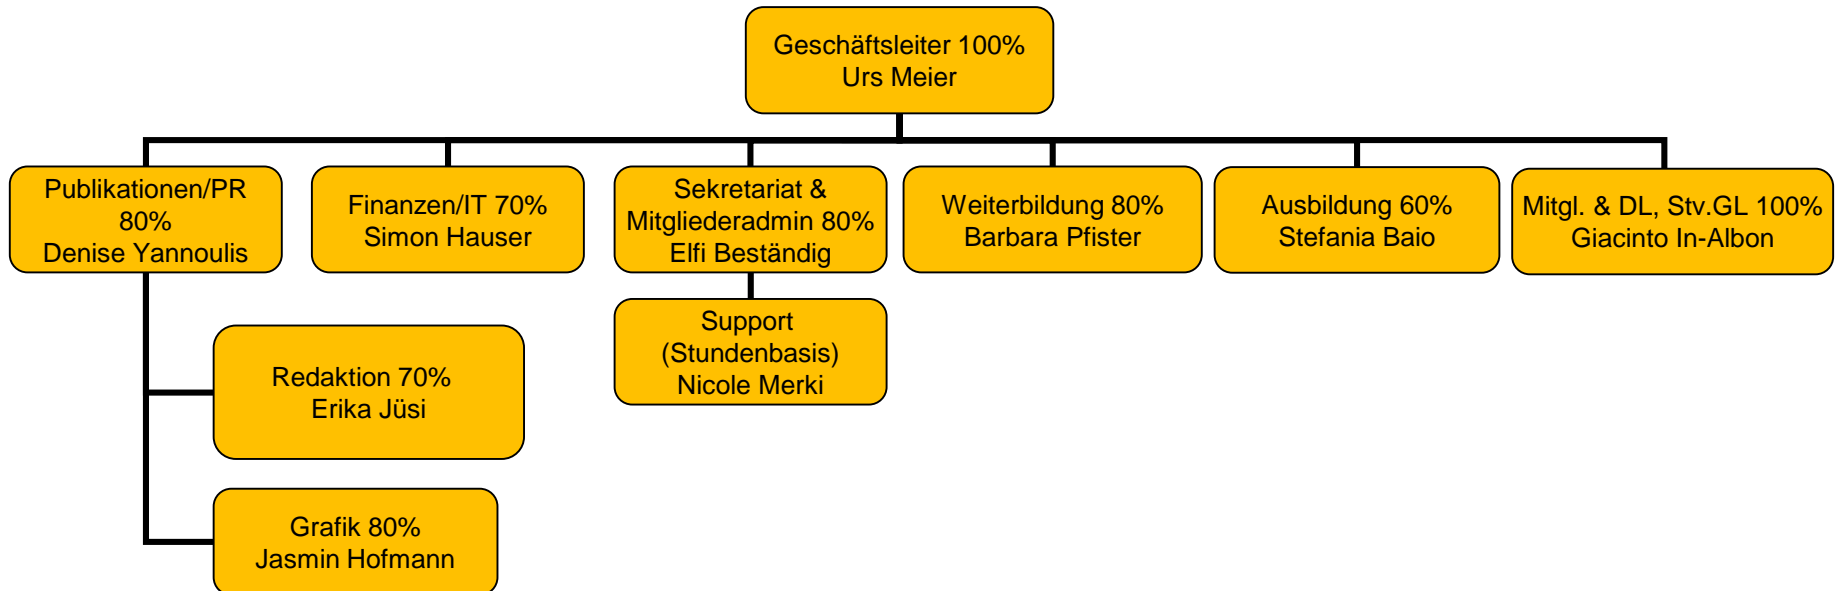 Geschäftsleiter 100%
Urs Meier
Publikationen/PR
80%
Denise Yannoulis
Finanzen/IT 70%
Simon Hauser
Sekretariat &
Mitgliederadmin 80%
Elfi Beständig
Weiterbildung 80%
Barbara Pfister
Ausbildung 60%
Stefania Baio
Mitgl. & DL, Stv.GL 100%
Giacinto In-Albon
Support
(Stundenbasis)
Nicole Merki
Redaktion 70%
Erika Jüsi
Grafik 80%
Jasmin Hofmann